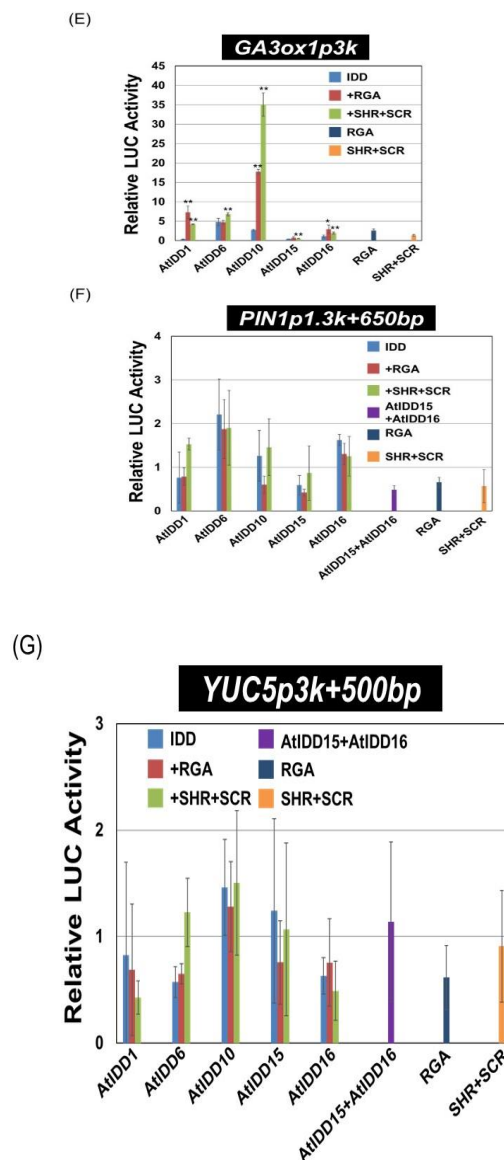 (E)
GA3ox1p3k
Relative LUC Activity
45
40
35
30
25
20
15
10
5
0
IDD
+RGA
+SHR+SCR
RGA
SHR+SCR
**
**
**
**
**
**
*
**
AtIDD1
AtIDD6
AtIDD10
AtIDD15
AtIDD16
RGA
SHR+SCR
(F)
PIN1p1.3k+650bp
Relative LUC Activity
4
3
2
1
0
IDD
+RGA
+SHR+SCR
AtIDD15
+AtIDD16
RGA
SHR+SCR
AtIDD1
AtIDD6
AtIDD10
AtIDD15
AtIDD16
AtIDD15+AtIDD16
RGA
SHR+SCR
(G)
YUC5p3k+500bp
Relative LUC Activity
3
2
1
0
IDD
+RGA
+SHR+SCR
AtIDD15+AtIDD16
RGA
SHR+SCR
AtIDD1
AtIDD6
AtIDD10
AtIDD15
AtIDD16
AtIDD15+AtIDD16
RGA
SHR+SCR